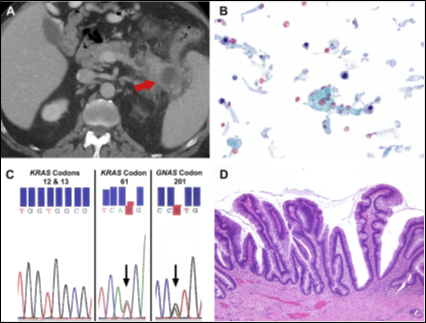 A
B
C
KRAS Codons
12 & 13
KRAS Codon
61
GNAS Codon
201
T G G T G G C G
T C A G
C C T G
D